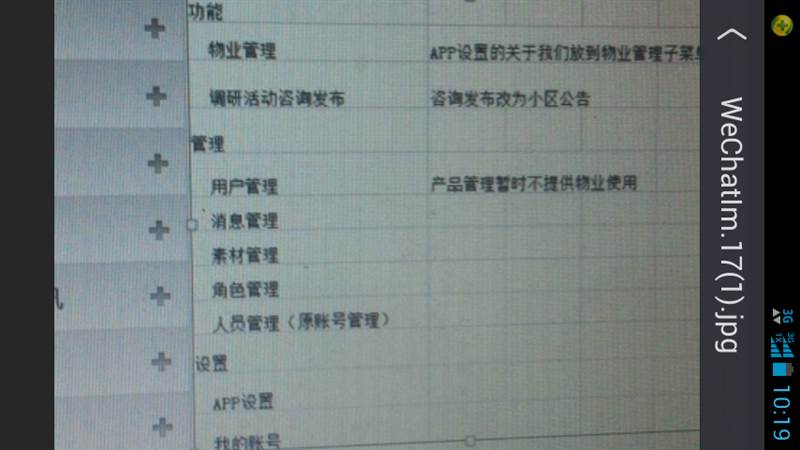 功能
物业管理 APP设置的关于我们放到物业管理子菜单
调研活动咨询发布 咨询发布改为小区公告
管理
用户管理 产品管理暂时不提供物业使用
消息管理
素材管理
角色管理
人员管理（原账号管理）
设置
APP设置
我的账号
WeChatIm.17(1).jpg
3G
3G
1X
10:19